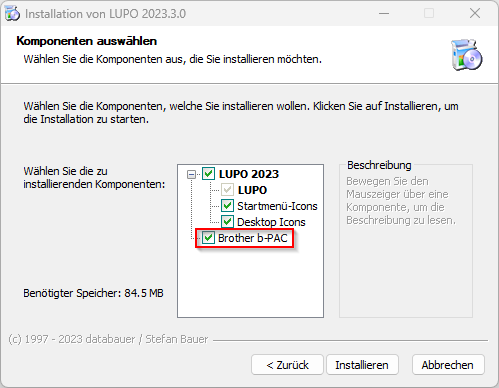 Installation von LUPO 2023.3.0
Komponenten auswählen
Wählen Sie die Komponenten aus, die Sie installieren möchten.
Wählen Sie die Komponenten, welche Sie installieren wollen. Klicken Sie auf Installieren, um
die Installation zu starten.
Wählen Sie die zu
installierenden Komponenten:
LUPO 2023
LUPO
Startmenü-Icons
Desktop Icons
Brother b-PAC
Beschreibung
Bewegen Sie den
Mauszeiger über eine
Komponente, um die
Beschreibung zu lesen.
Benötigter Speicher: 84.5 MB
(c) 1997 - 2023 databauer / Stefan Bauer
< Zurück
Installieren
Abbrechen